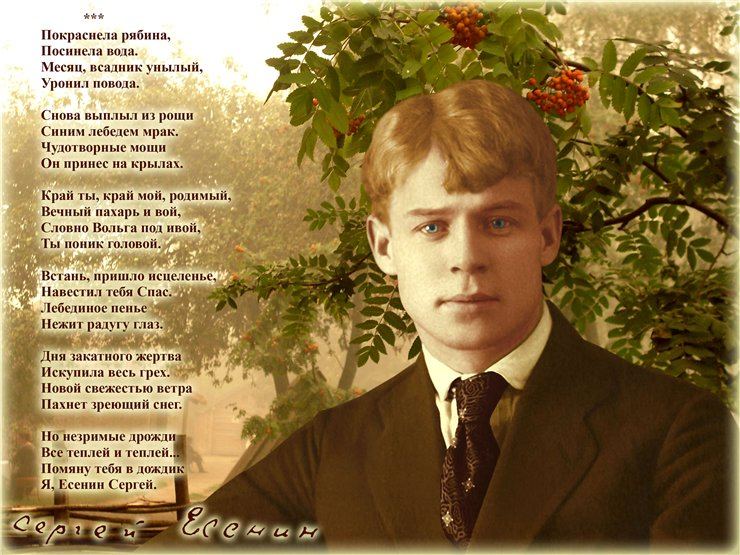 ***
Покраснела рябина,
Посинела вода.
Месяц, всадник унылый,
Уронил повода.
Снова выплыл из рощи
Синим лебедем мрак.
Чудотворные мощи
Он принес на крылах.
Край ты, край мой, родимый,
Вечный пахарь и вой,
Словно Вольга под ивой,
Ты поник головой.
Встань, пришло исцеленье,
Навестил тебя Спас.
Лебединое пенье
Нежит радугу глаз.
Дня закатного жертва
Искупила весь грех.
Новой свежестью ветра
Пахнет зреющий снег.
Но незримые дрожди
Все теплей и теплей...
Помяну тебя в дождик
Я, Есенин Сергей.
Сергей Есенин